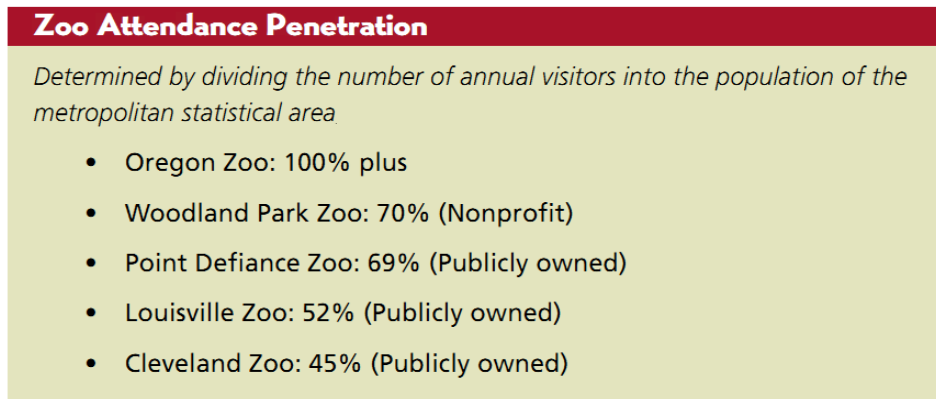 Zoo Attendance Penetration
Determined by dividing the number of annual visitors into the population of the
metropolitan statistical area
• Oregon Zoo: 100% plus
• Woodland Park Zoo: 70% (Nonprofit)
• Point Defiance Zoo: 69% (Publicly owned)
• Louisville Zoo: 52% (Publicly owned)
• Cleveland Zoo: 45% (Publicly owned)